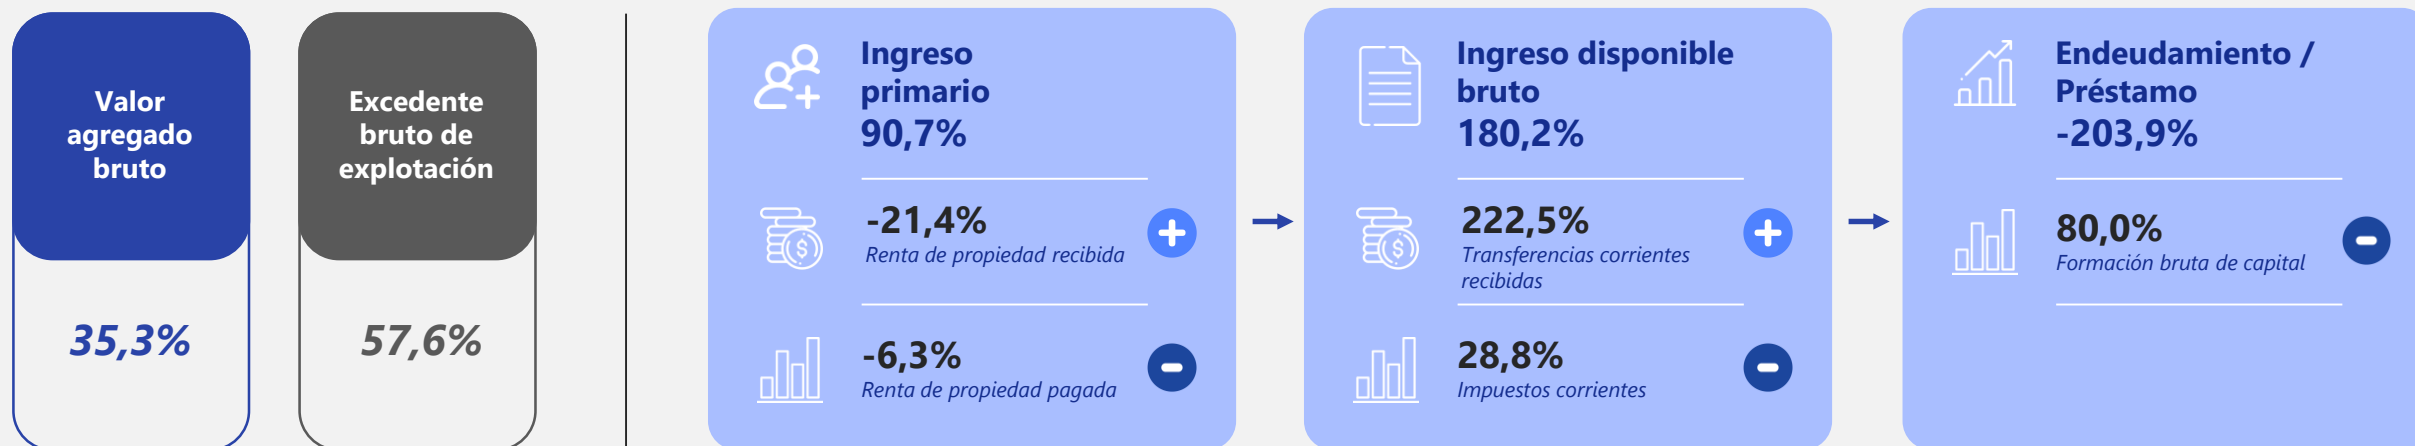 Valor
agregado
bruto
35,3%
Excedente
bruto de
explotación
57,6%
Ingreso
primario
90,7%
-21,4%
Renta de propiedad recibida
-6,3%
Renta de propiedad pagada
Ingreso disponible
bruto
180,2%
222,5%
Transferencias corrientes
recibidas
28,8%
Impuestos corrientes
Endeudamiento /
Préstamo
-203,9%
80,0%
Formación bruta de capital